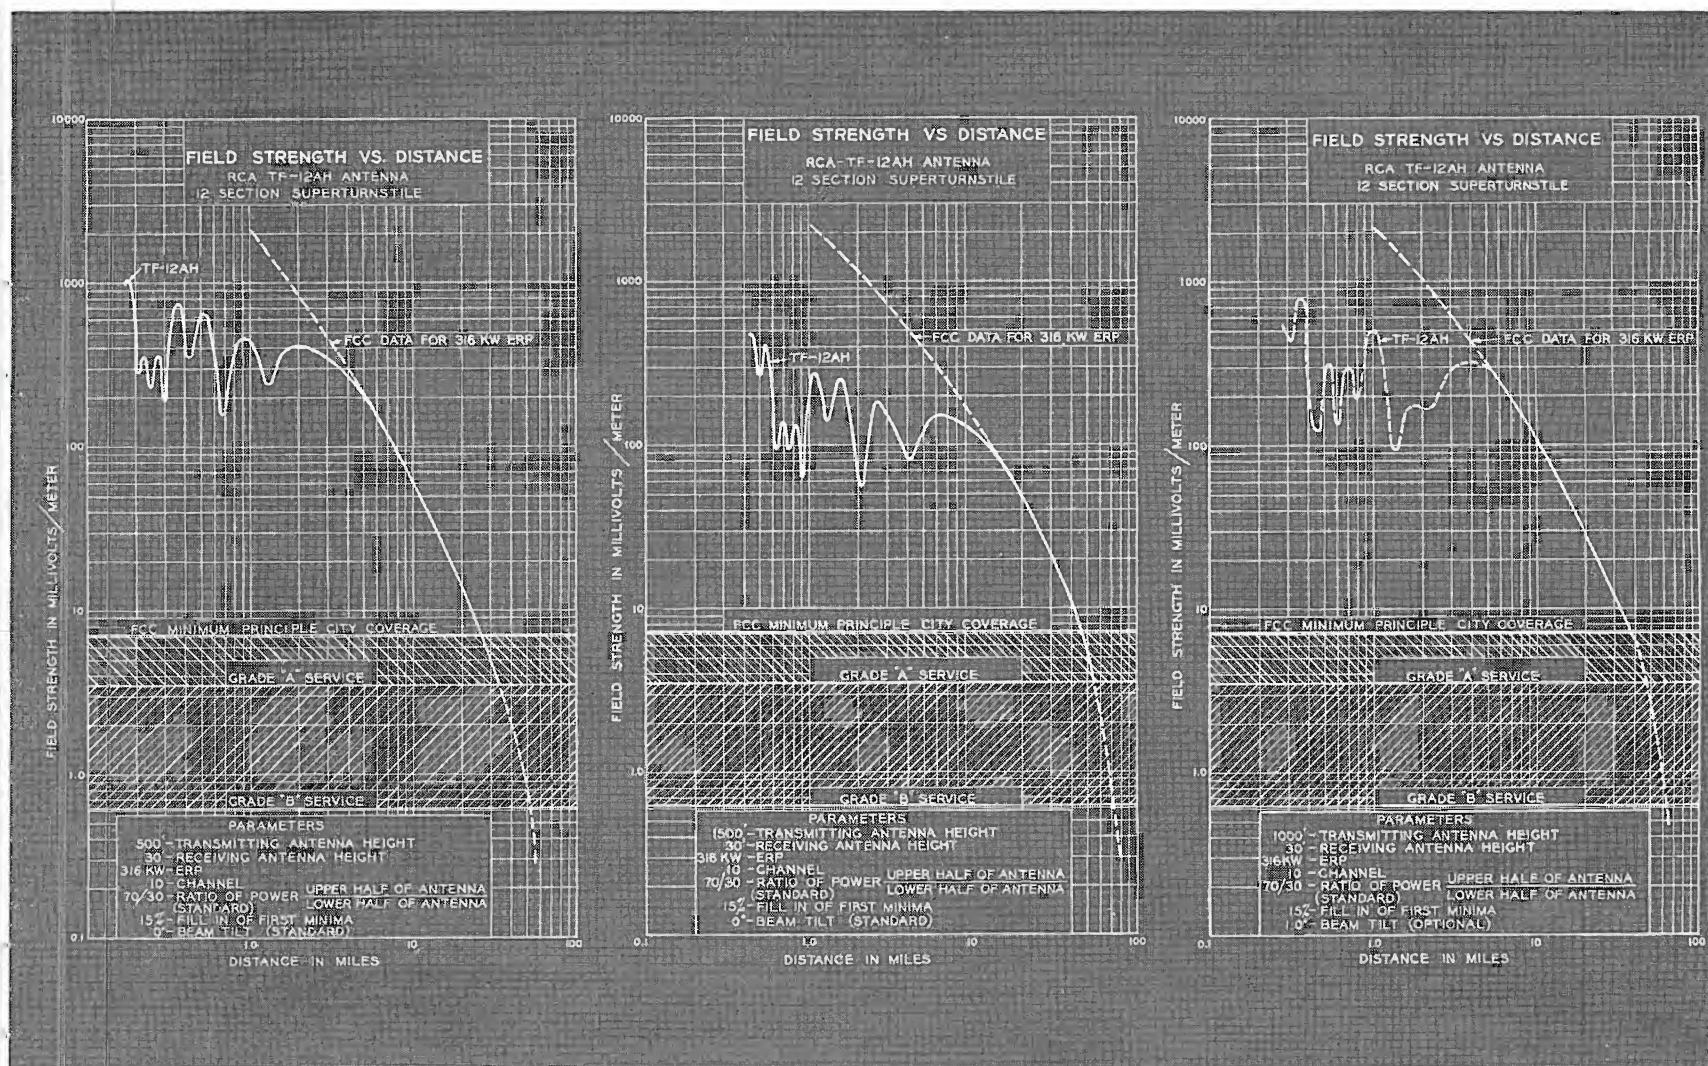 FIELD STRENGTH VS. DISTANCE
RCA TF-12AH ANTENNA
12 SECTION SUPERTURNSTILE
10000
1000
100
10
1.0
0.1
TF-12AH
FCC DATA FOR 316 KW ERP
FIELD STRENGTH IN MILLIVOLTS/METER
FCC MINIMUM PRINCIPLE CITY COVERAGE
GRADE "A" SERVICE
GRADE "B" SERVICE
PARAMETERS
500'-TRANSMITTING ANTENNA HEIGHT
30'-RECEIVING ANTENNA HEIGHT
316 KW-ERP
10-CHANNEL
70/30-RATIO OF POWER UPPER HALF OF ANTENNA
(STANDARD) LOWER HALF OF ANTENNA
15%-FILL IN OF FIRST MINIMA
0°-BEAM TILT (STANDARD)
1.0 10 100
DISTANCE IN MILES
FIELD STRENGTH VS DISTANCE
RCA-TF-12AH ANTENNA
12 SECTION SUPERTURNSTILE
10000
1000
100
10
1.0
TF-12AH
FCC DATA FOR 316 KW ERP
FIELD STRENGTH IN MILLIVOLTS/METER
FCC MINIMUM PRINCIPLE CITY COVERAGE
GRADE "A" SERVICE
GRADE "B" SERVICE
PARAMETERS
1500'-TRANSMITTING ANTENNA HEIGHT
30'-RECEIVING ANTENNA HEIGHT
316 KW-ERP
10-CHANNEL
70/30-RATIO OF POWER UPPER HALF OF ANTENNA
(STANDARD) LOWER HALF OF ANTENNA
15%-FILL IN OF FIRST MINIMA
0°-BEAM TILT (STANDARD)
0.1 1.0 10 100
DISTANCE IN MILES
FIELD STRENGTH VS DISTANCE
RCA TF-12AH ANTENNA
12 SECTION SUPERTURNSTILE
10000
1000
100
10
1.0
TF-12AH
FCC DATA FOR 316 KW ERP
FIELD STRENGTH IN MILLIVOLTS/METER
FCC MINIMUM PRINCIPLE CITY COVERAGE
GRADE "A" SERVICE
GRADE "B" SERVICE
PARAMETERS
1000'-TRANSMITTING ANTENNA HEIGHT
30'-RECEIVING ANTENNA HEIGHT
316KW-ERP
10-CHANNEL
70/30-RATIO OF POWER UPPER HALF OF ANTENNA
(STANDARD) LOWER HALF OF ANTENNA
15%-FILL IN OF FIRST MINIMA
1.0°-BEAM TILT (OPTIONAL)
0.1 1.0 10 100
DISTANCE IN MILES